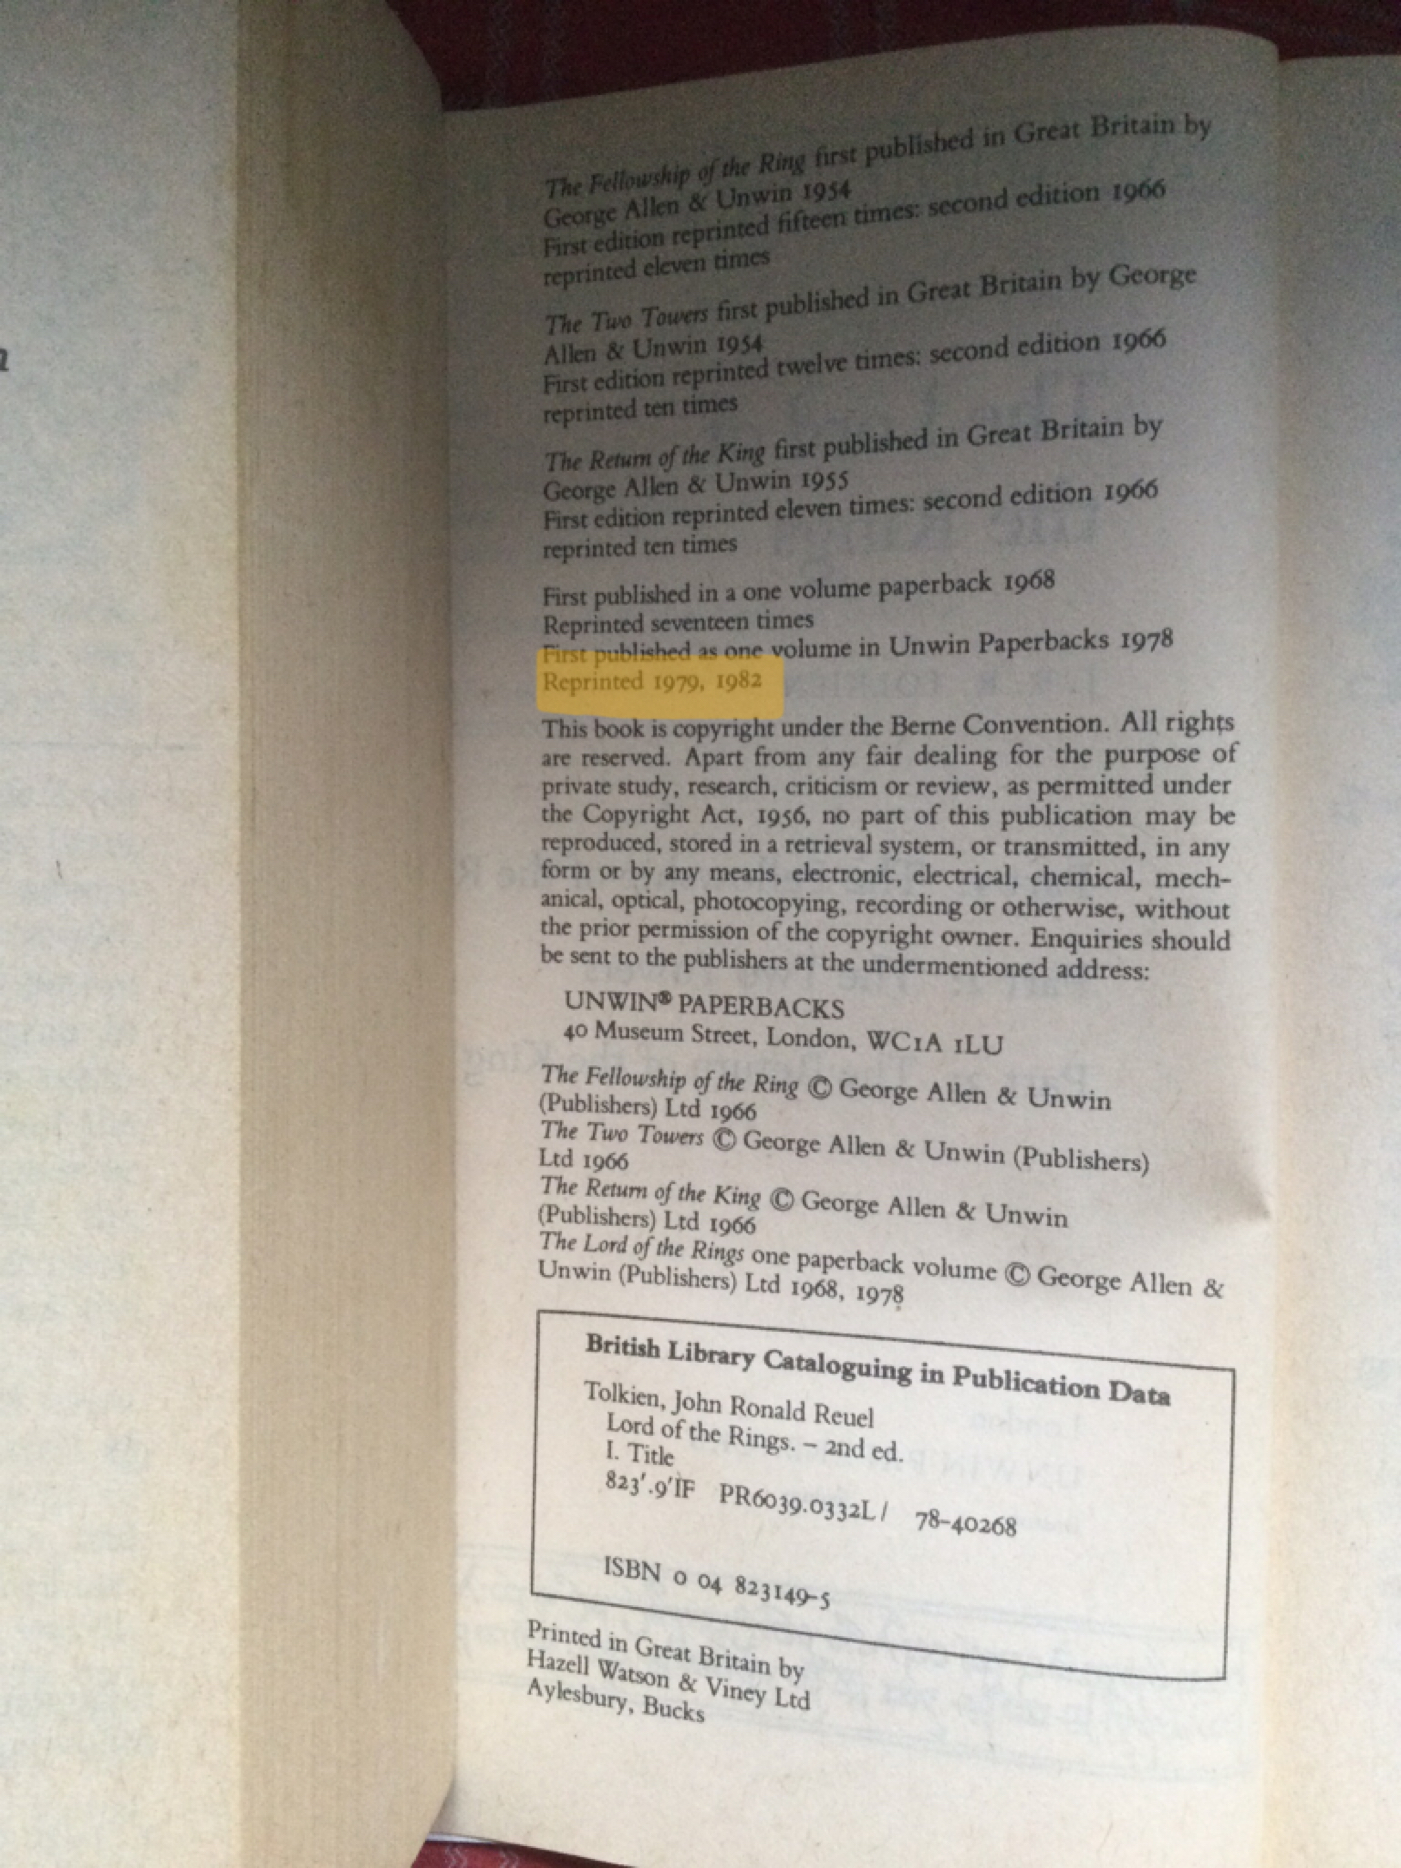 The Fellowship of the Ring first published in Great Britain by
George Allen & Unwin 1954
First edition reprinted fifteen times: second edition 1966
reprinted eleven times
The Two Towers first published in Great Britain by George
Allen & Unwin 1954
First edition reprinted twelve times: second edition 1966
reprinted ten times
The Return of the King first published in Great Britain by
George Allen & Unwin 1955
First edition reprinted eleven times: second edition 1966
reprinted ten times
First published in a one volume paperback 1968
Reprinted seventeen times
First published as one volume in Unwin Paperbacks 1978
Reprinted 1979, 1982
This book is copyright under the Berne Convention. All rights
are reserved. Apart from any fair dealing for the purpose of
private study, research, criticism or review, as permitted under
the Copyright Act, 1956, no part of this publication may be
reproduced, stored in a retrieval system, or transmitted, in any
form or by any means, electronic, electrical, chemical, mech-
anical, optical, photocopying, recording or otherwise, without
the prior permission of the copyright owner. Enquiries should
be sent to the publishers at the undermentioned address:
UNWIN® PAPERBACKS
40 Museum Street, London, WC1A 1LU
The Fellowship of the Ring © George Allen & Unwin
(Publishers) Ltd 1966
The Two Towers © George Allen & Unwin (Publishers)
Ltd 1966
The Return of the King © George Allen & Unwin
(Publishers) Ltd 1966
The Lord of the Rings one paperback volume © George Allen &
Unwin (Publishers) Ltd 1968, 1978
British Library Cataloguing in Publication Data
Tolkien, John Ronald Reuel
Lord of the Rings. – 2nd ed.
I. Title
823'.9'1F PR6039.0332L/ 78-40268
ISBN 0 04 823149-5
Printed in Great Britain by
Hazell Watson & Viney Ltd
Aylesbury, Bucks